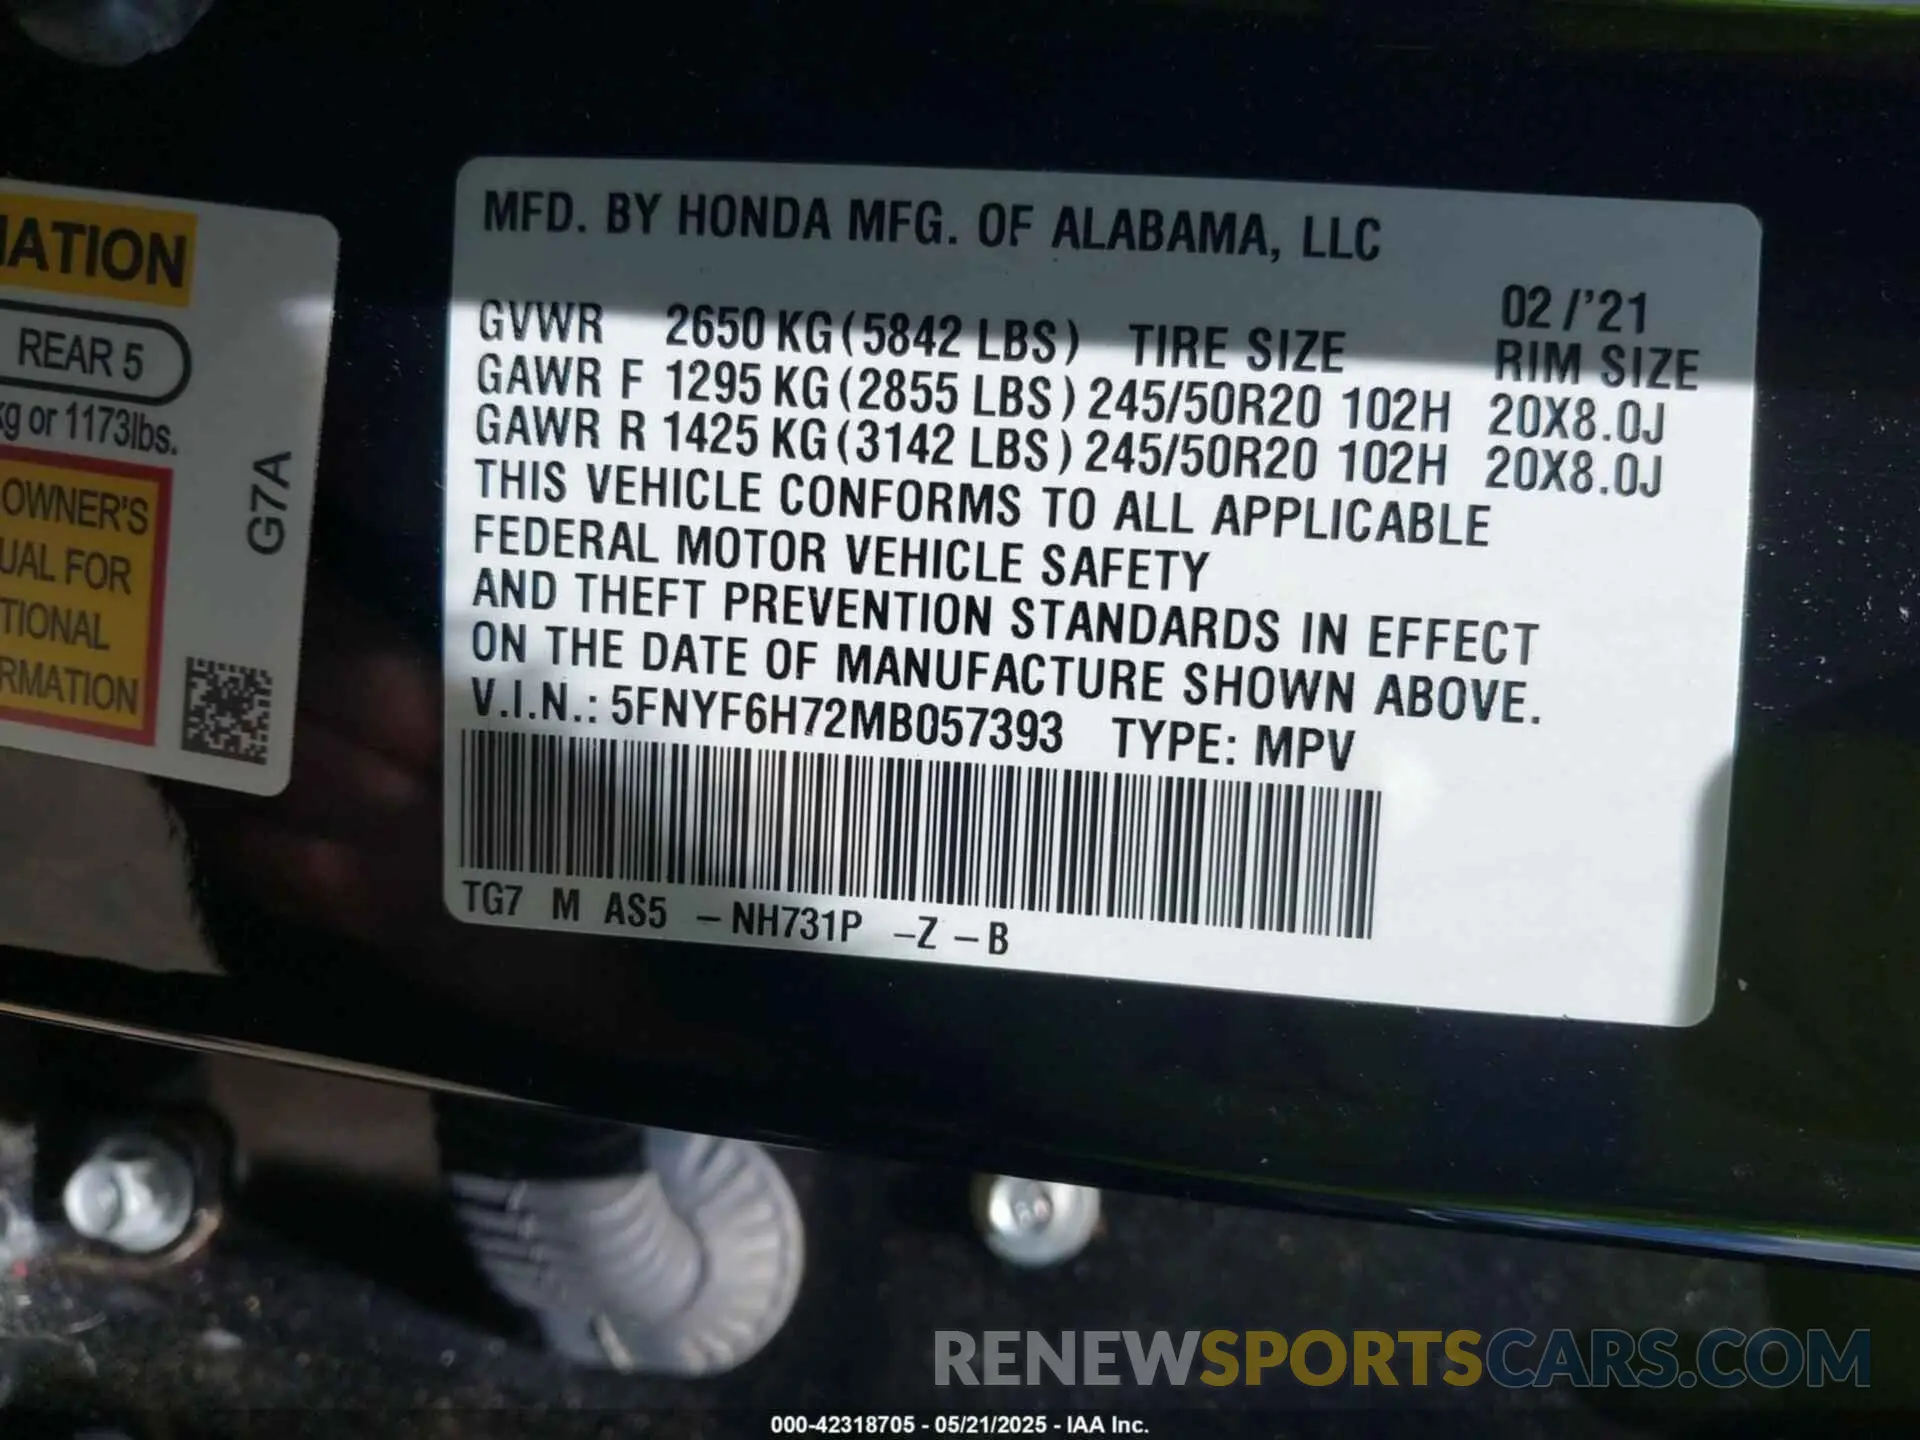 MATION
REAR 5
kg or 1173lbs.
OWNER'S
UAL FOR
TIONAL
RMATION
G7A
MFD. BY HONDA MFG. OF ALABAMA, LLC
02 /'21
GVWR 2650 KG (5842 LBS) TIRE SIZE RIM SIZE
GAWR F 1295 KG (2855 LBS) 245/50R20 102H 20X8.0J
GAWR R 1425 KG (3142 LBS) 245/50R20 102H 20X8.0J
THIS VEHICLE CONFORMS TO ALL APPLICABLE
FEDERAL MOTOR VEHICLE SAFETY
AND THEFT PREVENTION STANDARDS IN EFFECT
ON THE DATE OF MANUFACTURE SHOWN ABOVE.
V.I.N.: 5FNYF6H72MB057393 TYPE: MPV
TG7 M AS5 -NH731P -Z -B
RENEWSPORTSCARS.COM
000-42318705 - 05/21/2025 - IAA Inc.